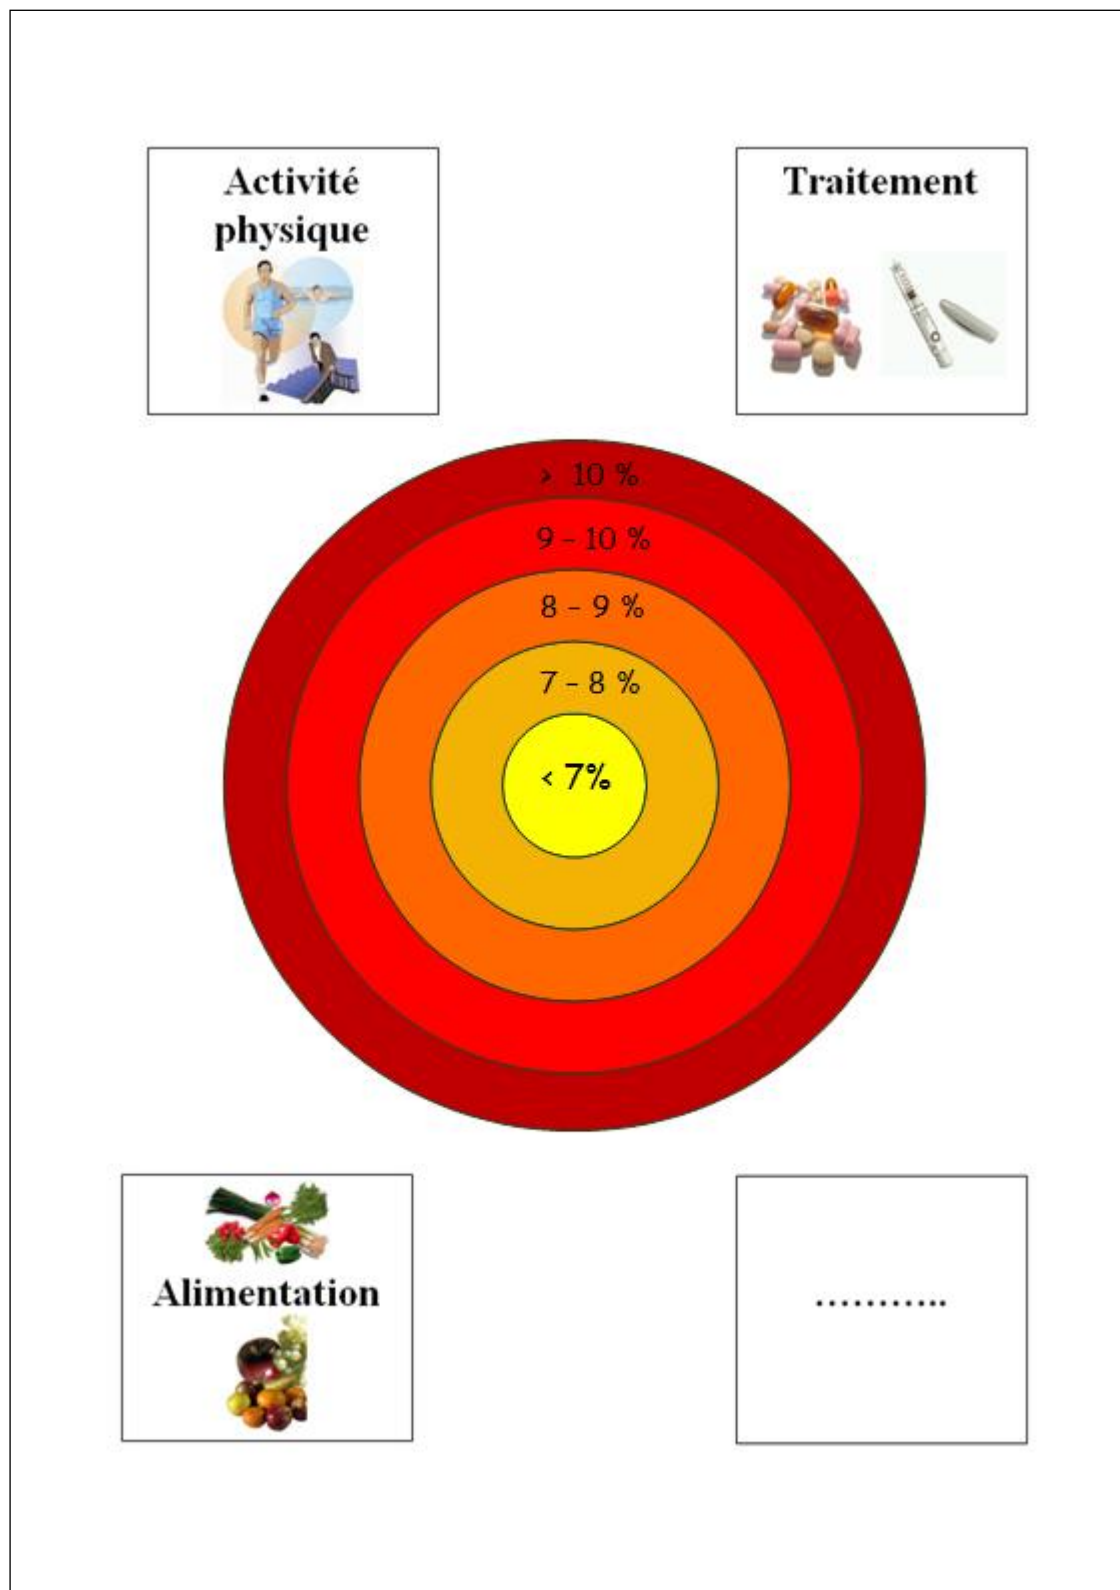 Activité
physique
Traitement
> 10 %
9 - 10 %
8 - 9 %
7 - 8 %
< 7%
Alimentation
………..